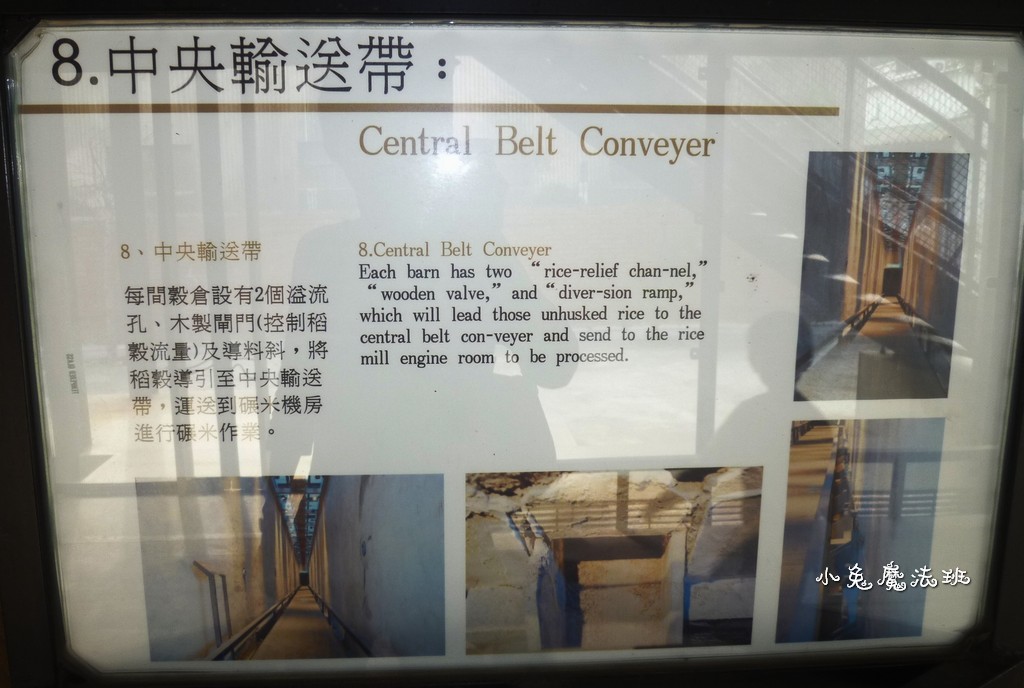 8.中央輸送帶：
Central Belt Conveyer
8、中央輸送帶
每間穀倉設有2個溢流
孔、木製閘門(控制稻
穀流量)及導料斜，將
稻穀導引至中央輸送
帶，運送到碾米機房
進行碾米作業。
8.Central Belt Conveyer
Each barn has two “rice-relief chan-nel,”
“wooden valve,” and “diver-sion ramp,”
which will lead those unhusked rice to the
central belt con-veyer and send to the rice
mill engine room to be processed.
小兔魔法班